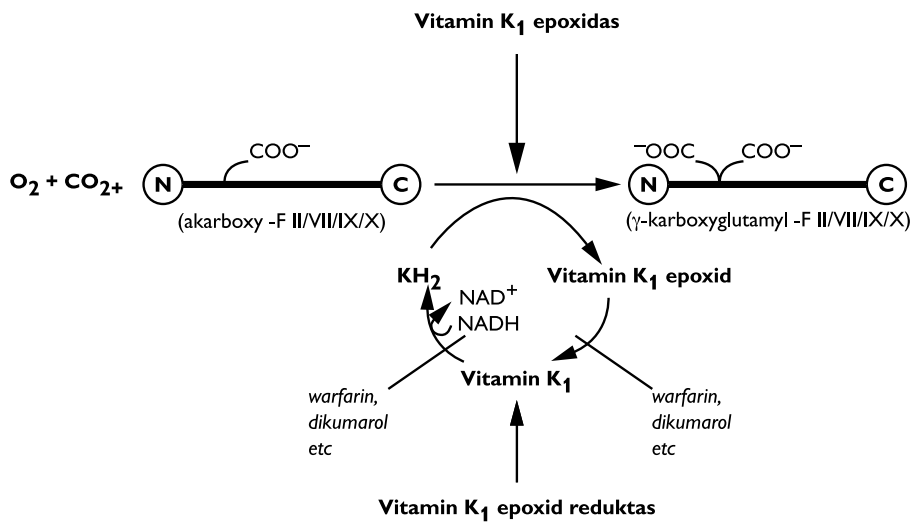 Vitamin K1 epoxidas
COO⁻
⁻OOC COO⁻
O2 + CO2+ N C N C
(akarboxy -F II/VII/IX/X)
(γ-karboxyglutamyl -F II/VII/IX/X)
KH2
Vitamin K1 epoxid
NAD⁺
NADH
Vitamin K1
warfarin,
dikumarol
etc
warfarin,
dikumarol
etc
Vitamin K1 epoxid reduktas